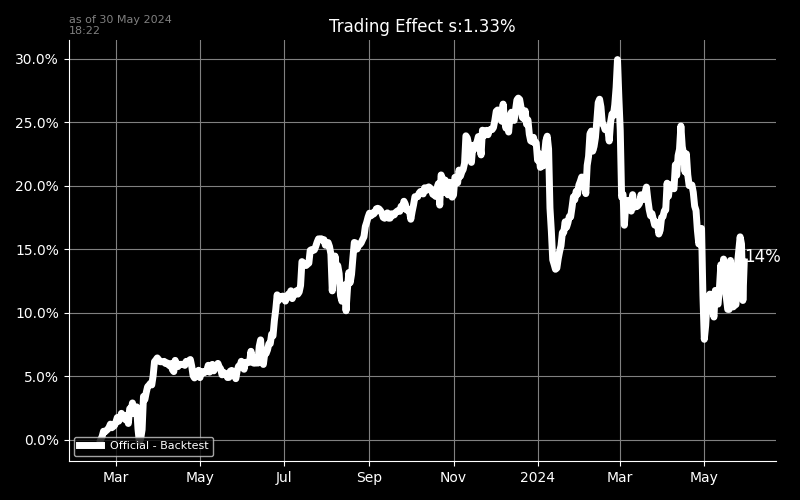 as of 30 May 2024
18:22
Trading Effect s:1.33%
30.0%
25.0%
20.0%
15.0%
10.0%
5.0%
0.0%
14%
Official - Backtest
Mar
May
Jul
Sep
Nov
2024
Mar
May